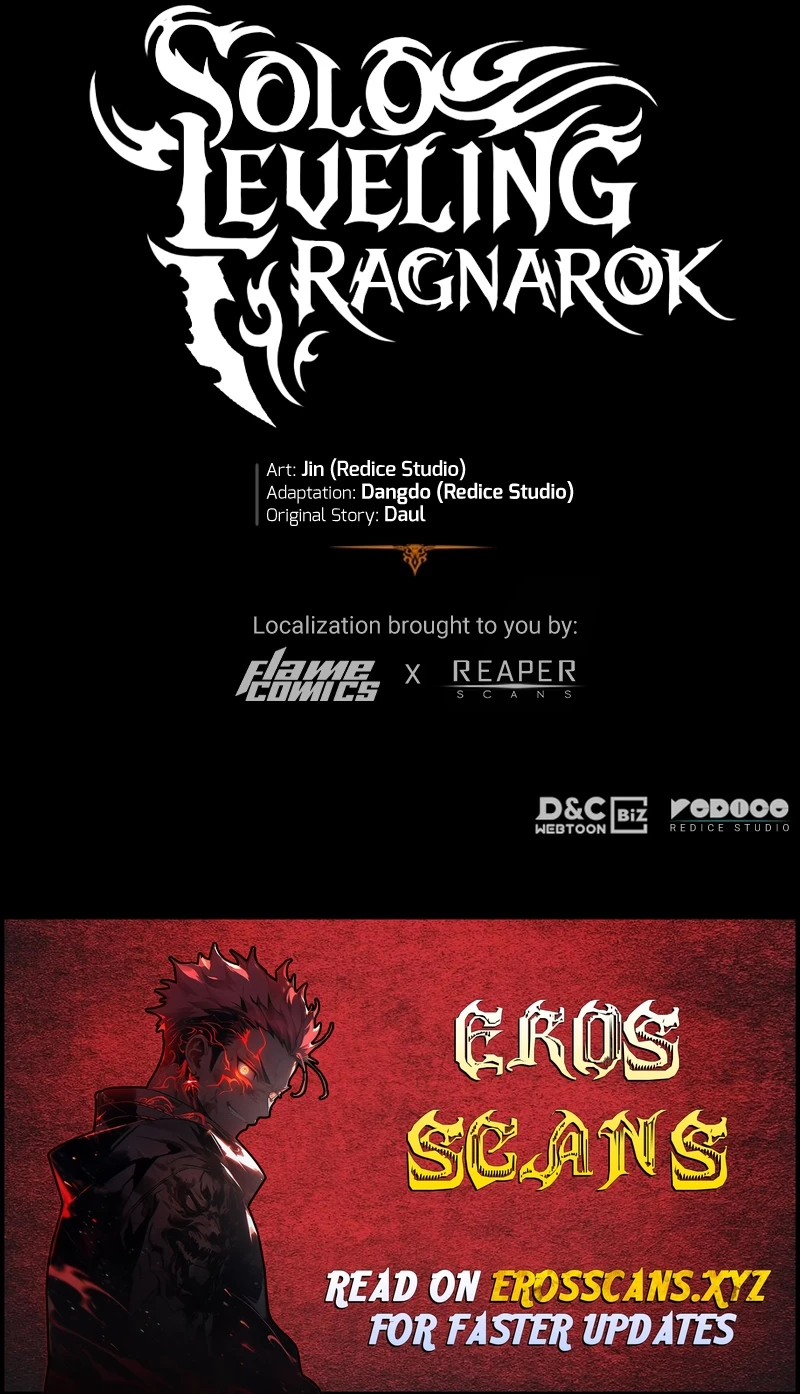 SOLO
LEVELING
RAGNAROK
Art: Jin (Redice Studio)
Adaptation: Dangdo (Redice Studio)
Original Story: Daul
Localization brought to you by:
Flame COMICS X REAPER SCANS
D&C WEBTOON BiZ
REDICE REDICE STUDIO
EROS
SCANS
READ ON EROSSCANS.XYZ
FOR FASTER UPDATES